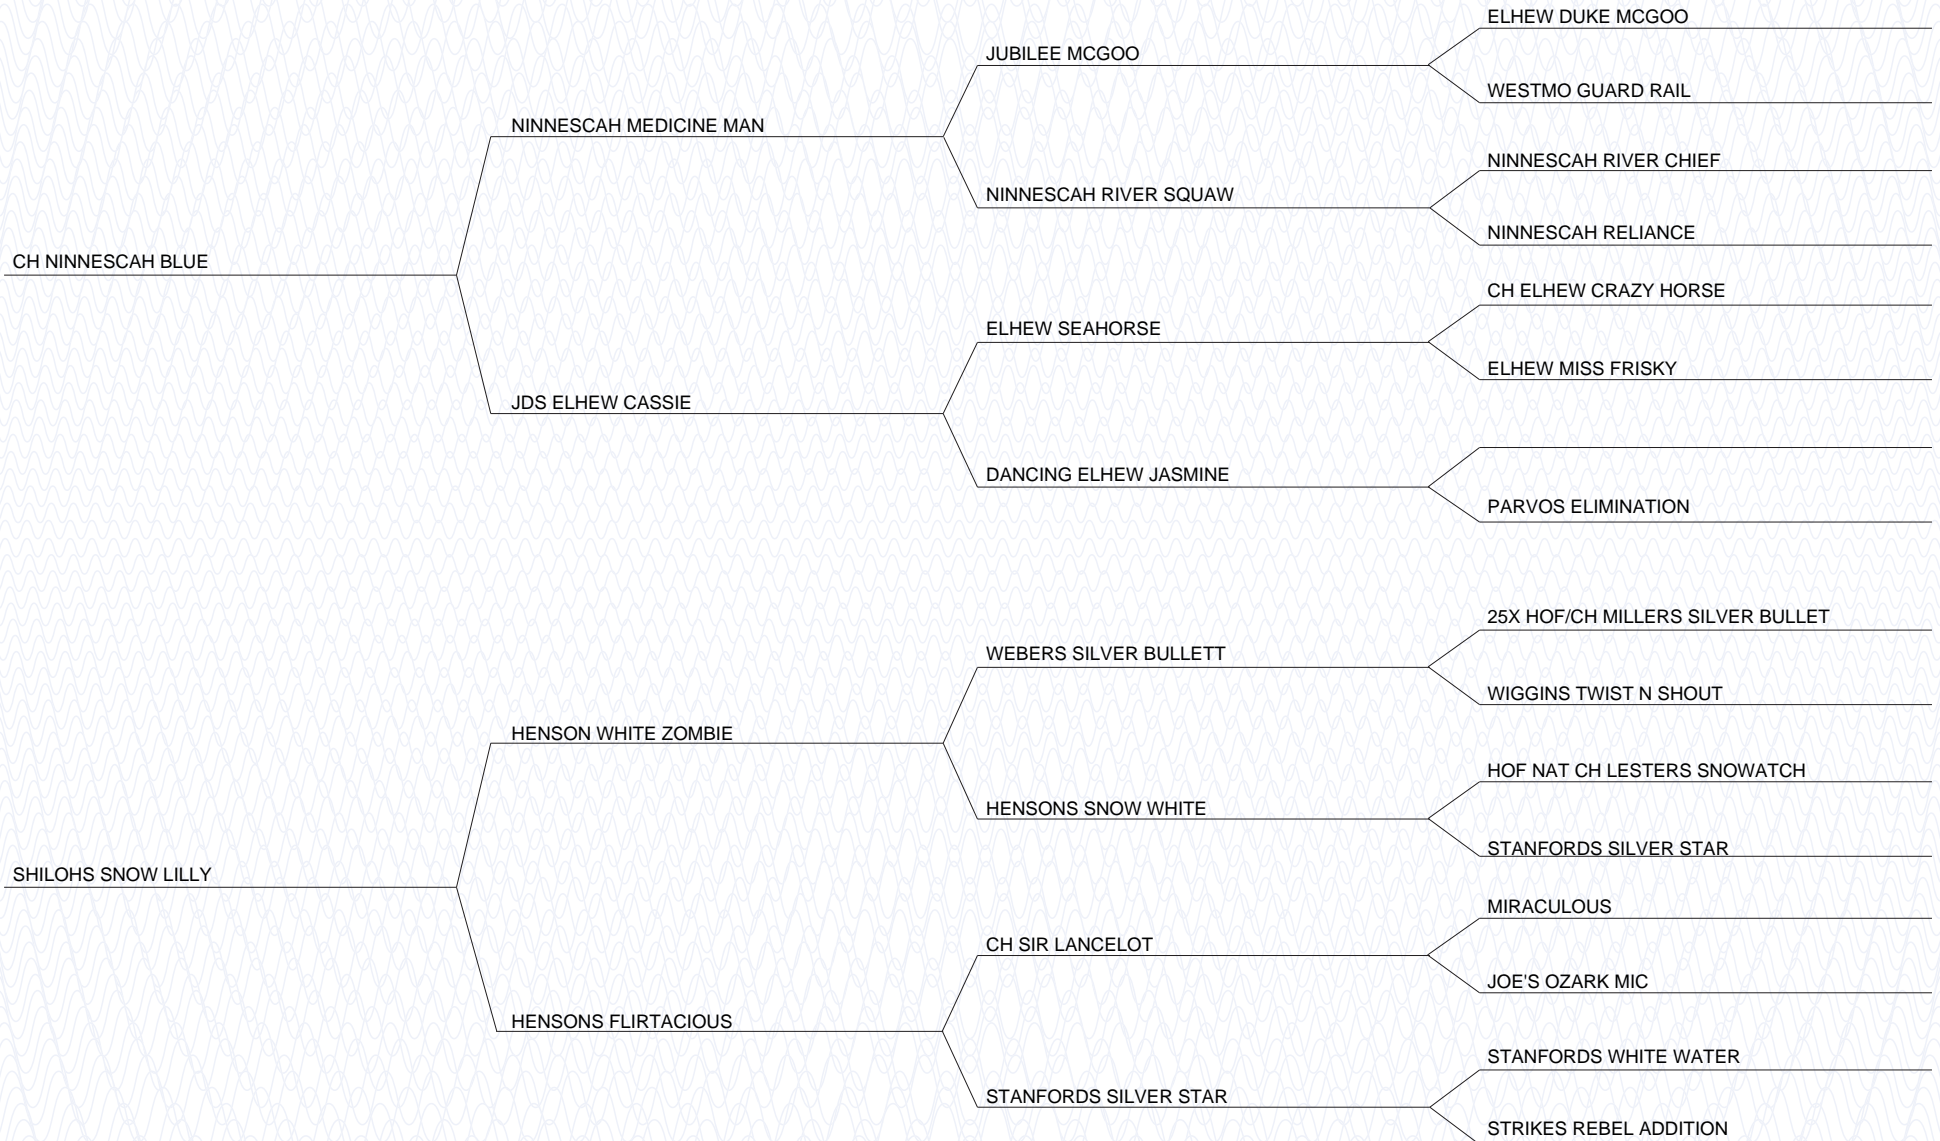 ELHEW DUKE MCGOO
JUBILEE MCGOO
WESTMO GUARD RAIL
NINNESCAH MEDICINE MAN
NINNESCAH RIVER CHIEF
NINNESCAH RIVER SQUAW
NINNESCAH RELIANCE
CH NINNESCAH BLUE
CH ELHEW CRAZY HORSE
ELHEW SEAHORSE
ELHEW MISS FRISKY
JDS ELHEW CASSIE
DANCING ELHEW JASMINE
PARVOS ELIMINATION
25X HOF/CH MILLERS SILVER BULLET
WEBERS SILVER BULLETT
WIGGINS TWIST N SHOUT
HENSON WHITE ZOMBIE
HOF NAT CH LESTERS SNOWATCH
HENSONS SNOW WHITE
STANFORDS SILVER STAR
SHILOHS SNOW LILLY
MIRACULOUS
CH SIR LANCELOT
JOE'S OZARK MIC
HENSONS FLIRTACIOUS
STANFORDS WHITE WATER
STANFORDS SILVER STAR
STRIKES REBEL ADDITION